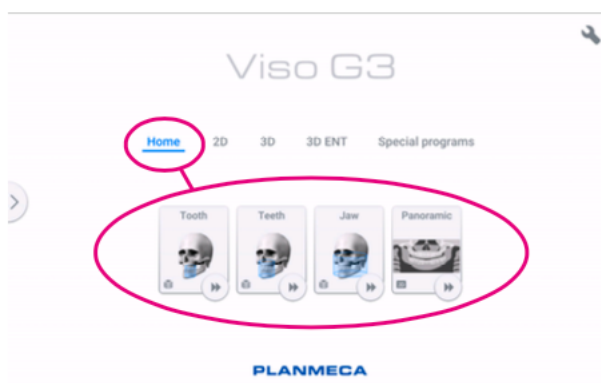 Viso G3
Home 2D 3D 3D ENT Special programs
Tooth Teeth Jaw Panoramic
PLANMECA